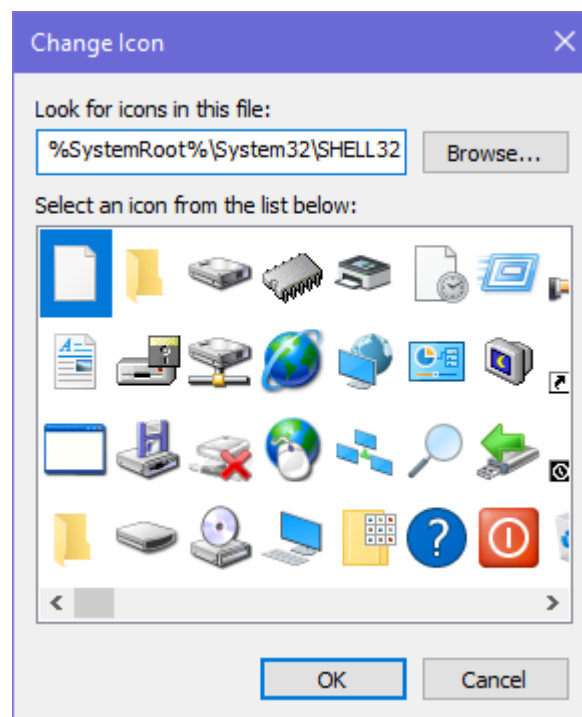 Change Icon
Look for icons in this file:
%SystemRoot%\System32\SHELL32
Browse...
Select an icon from the list below:
OK
Cancel